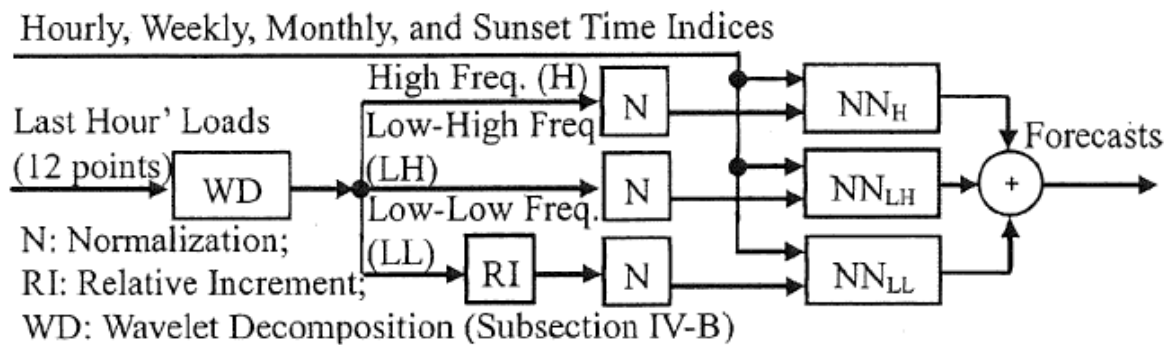 Hourly, Weekly, Monthly, and Sunset Time Indices
High Freq. (H)
N
NN_H
Last Hour' Loads
(12 points)
WD
Low-High Freq
(LH)
N
NN_LH
Forecasts
+
Low-Low Freq.
(LL)
RI
N
NN_LL
N: Normalization;
RI: Relative Increment;
WD: Wavelet Decomposition (Subsection IV-B)